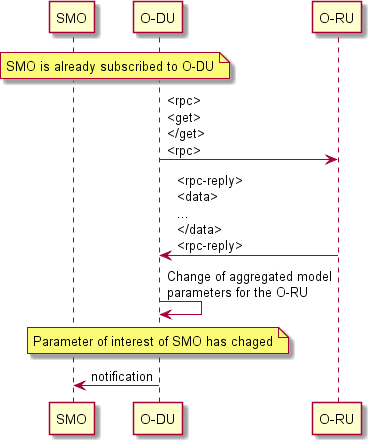 SMO O-DU O-RU
SMO is already subscribed to O-DU
<rpc>
<get>
</get>
<rpc>
<rpc-reply>
<data>
...
</data>
<rpc-reply>
Change of aggregated model
parameters for the O-RU
Parameter of interest of SMO has chaged
notification
SMO O-DU O-RU